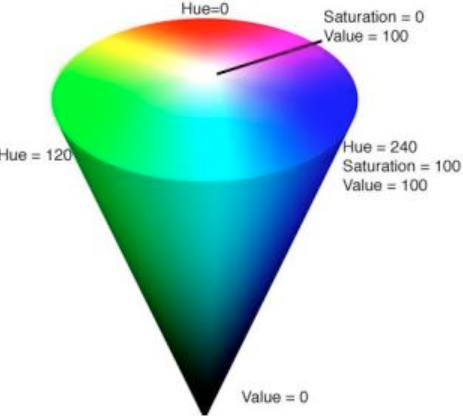 Hue=0
Saturation = 0
Value = 100
Hue = 120
Hue = 240
Saturation = 100
Value = 100
Value = 0